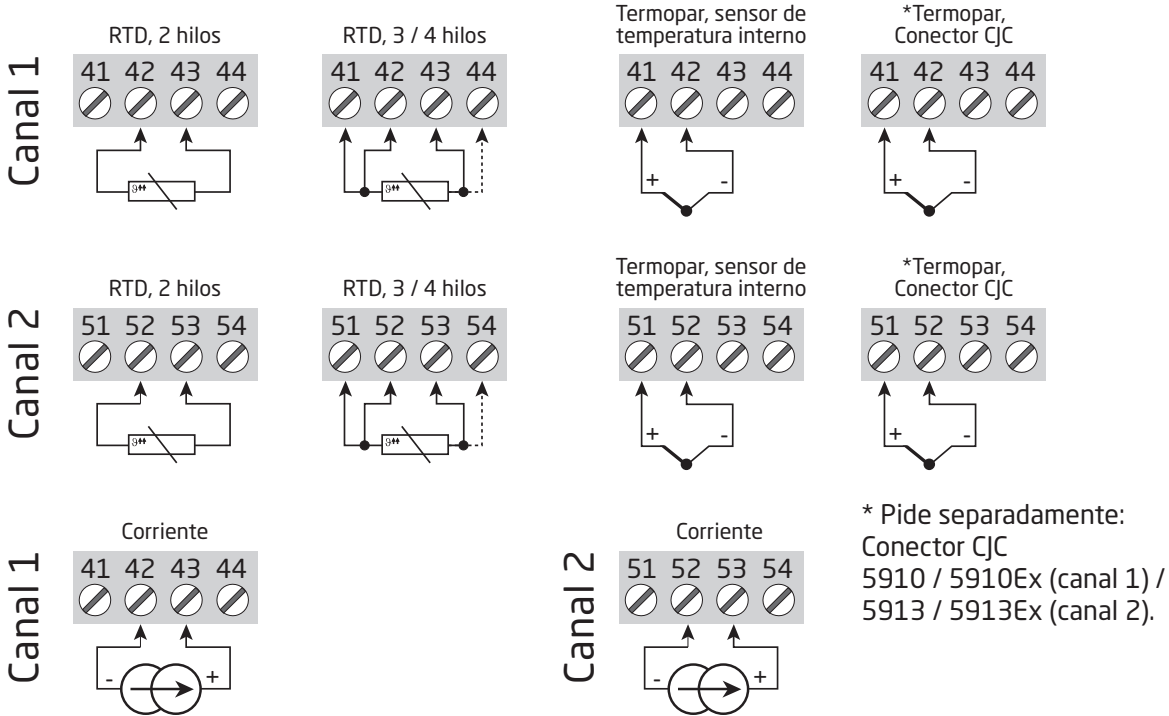 Canal 1
RTD, 2 hilos
41 42 43 44
ϑ
RTD, 3 / 4 hilos
41 42 43 44
ϑ
Termopar, sensor de
temperatura interno
41 42 43 44
+ -
*Termopar,
Conector CJC
41 42 43 44
+ -
Canal 2
RTD, 2 hilos
51 52 53 54
ϑ
RTD, 3 / 4 hilos
51 52 53 54
ϑ
Termopar, sensor de
temperatura interno
51 52 53 54
+ -
*Termopar,
Conector CJC
51 52 53 54
+ -
Canal 1
Corriente
41 42 43 44
- +
Canal 2
Corriente
51 52 53 54
- +
* Pide separadamente:
Conector CJC
5910 / 5910Ex (canal 1) /
5913 / 5913Ex (canal 2).